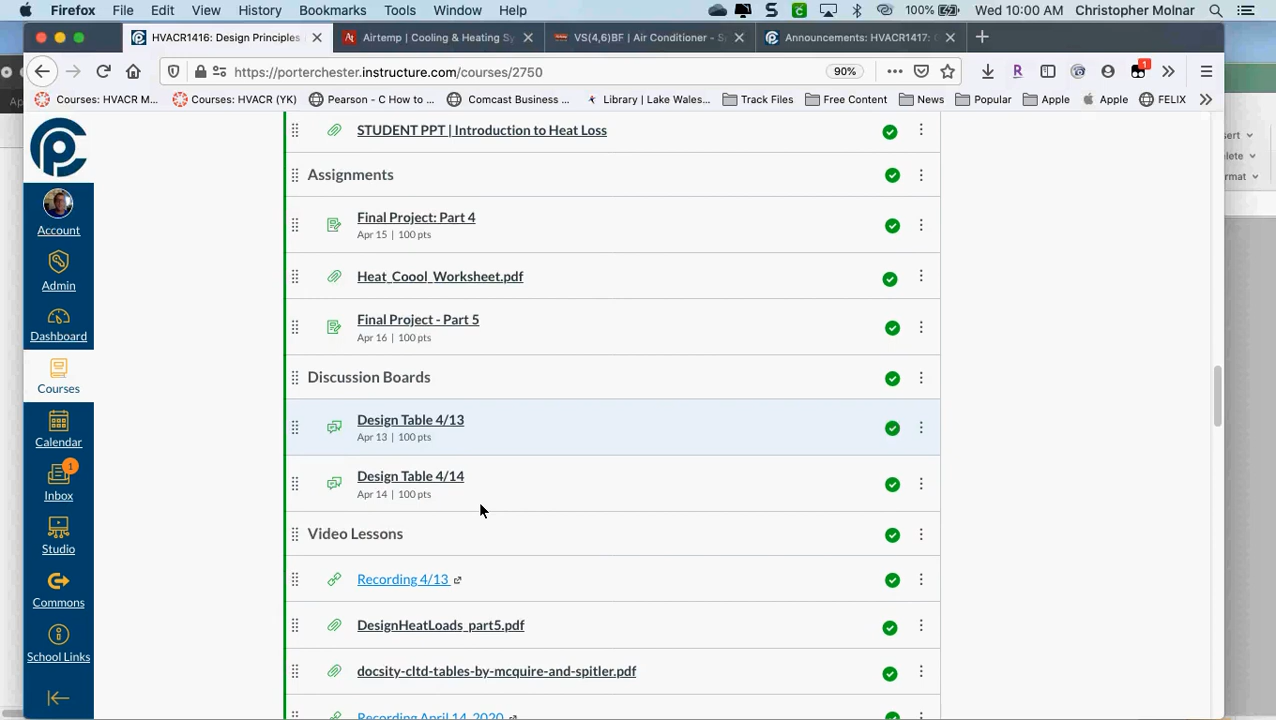 Firefox File Edit View History Bookmarks Tools Window Help 100% Wed 10:00 AM Christopher Molnar
HVACR1416: Design Principles
Airtemp | Cooling & Heating Sy
VS(4,6)BF | Air Conditioner - S
Announcements: HVACR1417:
https://porterchester.instructure.com/courses/2750 90%
1
Courses: HVACR M... Courses: HVACR (YK) Pearson - C How to ... Comcast Business ... Library | Lake Wales... Track Files Free Content News Popular Apple Apple FELIX
STUDENT PPT | Introduction to Heat Loss
Assignments
Final Project: Part 4
Apr 15 | 100 pts
Heat_Coool_Worksheet.pdf
Final Project - Part 5
Apr 16 | 100 pts
Discussion Boards
Design Table 4/13
Apr 13 | 100 pts
Design Table 4/14
Apr 14 | 100 pts
Video Lessons
Recording 4/13
DesignHeatLoads_part5.pdf
docsity-cltd-tables-by-mcquire-and-spitler.pdf
Recording April 14, 2020
Account
Admin
Dashboard
Courses
Calendar
1
Inbox
Studio
Commons
School Links